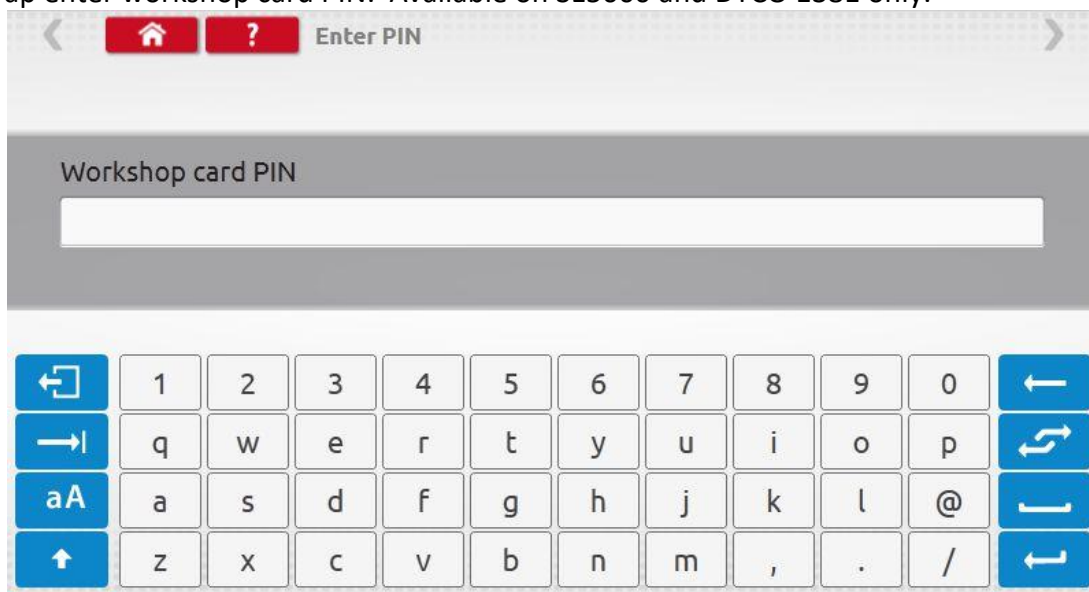 ? Enter PIN
Workshop card PIN
1 2 3 4 5 6 7 8 9 0
q w e r t y u i o p
aA a s d f g h j k l @
z x c v b n m , . /